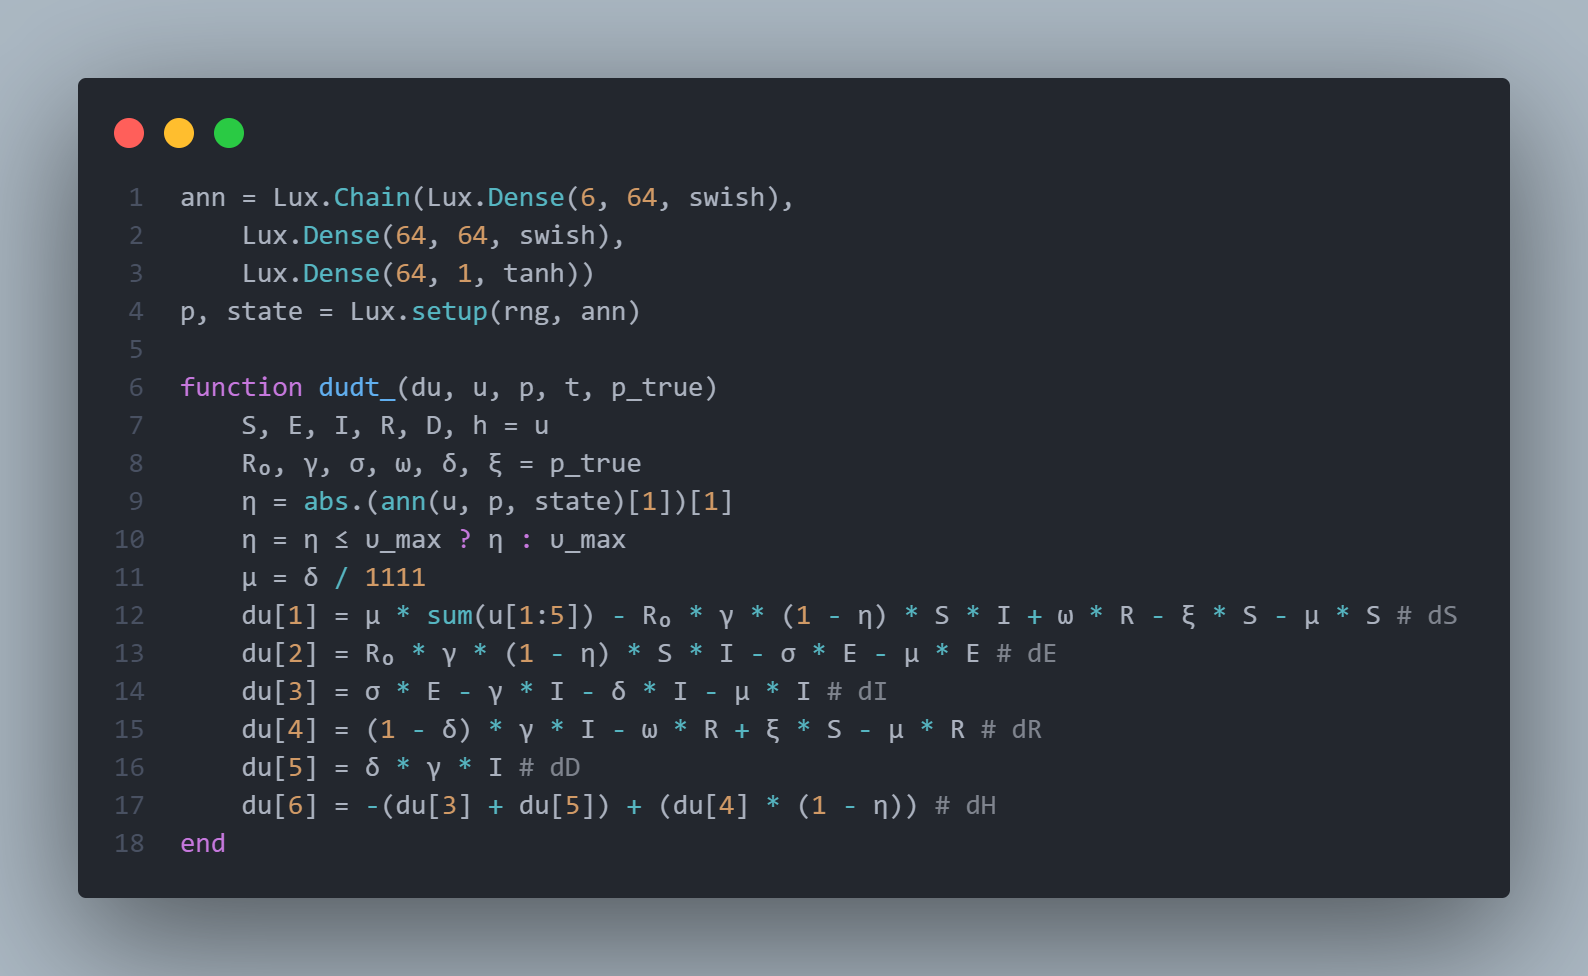 1 ann = Lux.Chain(Lux.Dense(6, 64, swish),
2     Lux.Dense(64, 64, swish),
3     Lux.Dense(64, 1, tanh))
4 p, state = Lux.setup(rng, ann)
5
6 function dudt_(du, u, p, t, p_true)
7     S, E, I, R, D, h = u
8     R₀, γ, σ, ω, δ, ξ = p_true
9     η = abs.(ann(u, p, state)[1])[1]
10     η = η ≤ υ_max ? η : υ_max
11     μ = δ / 1111
12     du[1] = μ * sum(u[1:5]) - R₀ * γ * (1 - η) * S * I + ω * R - ξ * S - μ * S # dS
13     du[2] = R₀ * γ * (1 - η) * S * I - σ * E - μ * E # dE
14     du[3] = σ * E - γ * I - δ * I - μ * I # dI
15     du[4] = (1 - δ) * γ * I - ω * R + ξ * S - μ * R # dR
16     du[5] = δ * γ * I # dD
17     du[6] = -(du[3] + du[5]) + (du[4] * (1 - η)) # dH
18 end